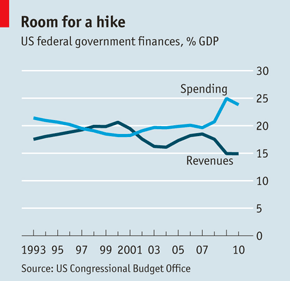 Room for a hike
US federal government finances, % GDP
30
Spending
25
20
Revenues
15
10
5
0
1993 95 97 99 2001 03 05 07 10
Source: US Congressional Budget Office